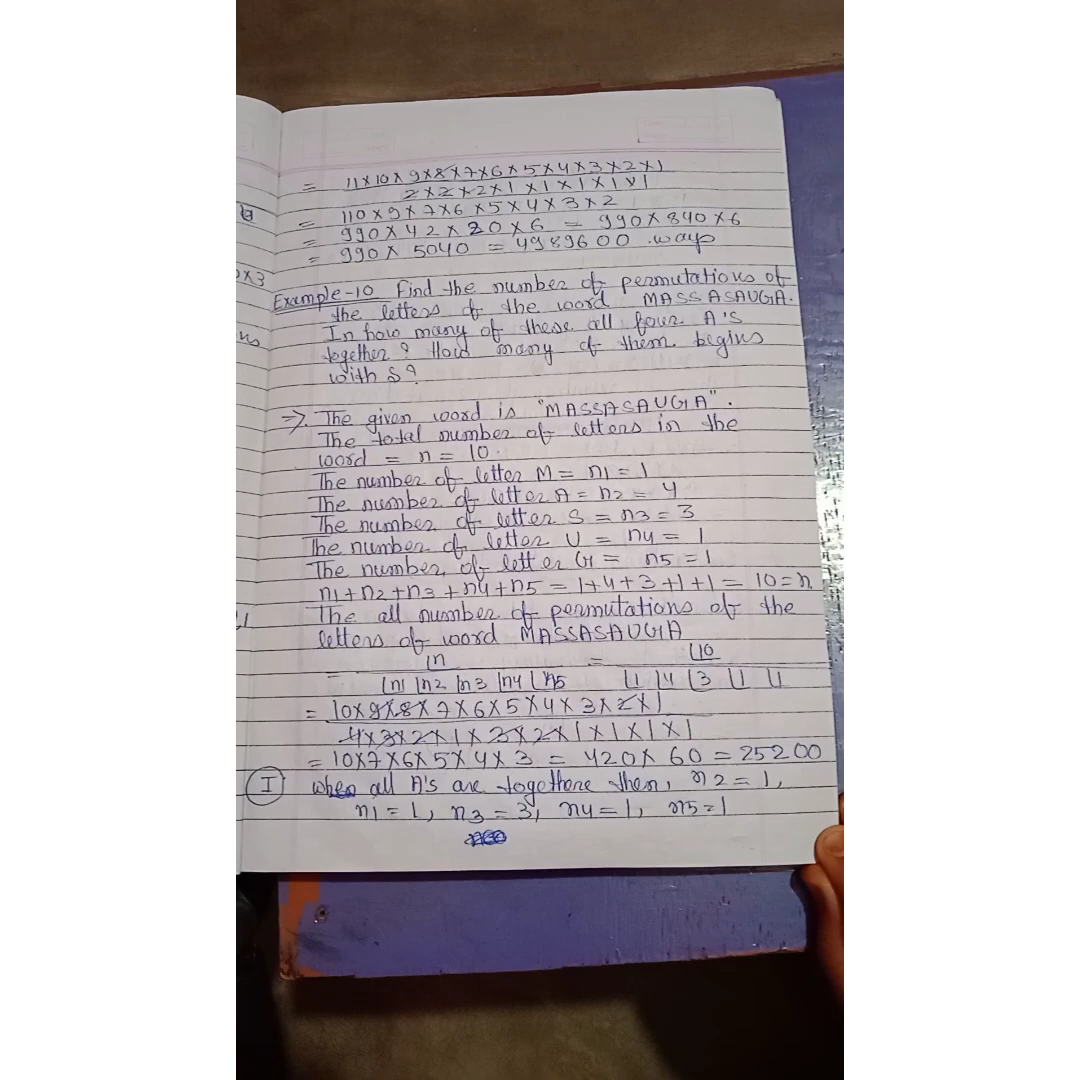 = 11×10×9×8×7×6×5×4×3×2×1
2×2×2×1×1×1×1×1
= 110×9×7×6×5×4×3×2
= 990×42×20×6 = 990×840×6
= 990×5040 = 4989600 ways
Example-10 Find the number of permutations of
the letters of the word MASSASAUGA.
In how many of these all four A'S
together? How many of them begins
with S?
⇒. The given word is "MASSASAUGA".
The total number of letters in the
word = n = 10.
The number of letter M = n1 = 1
The number of letter A = n2 = 4
The number of letter S = n3 = 3
The number of letter U = n4 = 1
The number of letter G = n5 = 1
n1+n2+n3+n4+n5 = 1+4+3+1+1 = 10 = n
The all number of permutations of the
letters of word MASSASAUGA
= |n = |10
|n1 |n2 |n3 |n4 |n5 |1 |4 |3 |1 |1
= 10×9×8×7×6×5×4×3×2×1
4×3×2×1×3×2×1×1×1×1
= 10×7×6×5×4×3 = 420×60 = 25200
I when all A's are togethere then, n2 = 1,
n1 = 1, n3 = 3, n4 = 1, n5 = 1